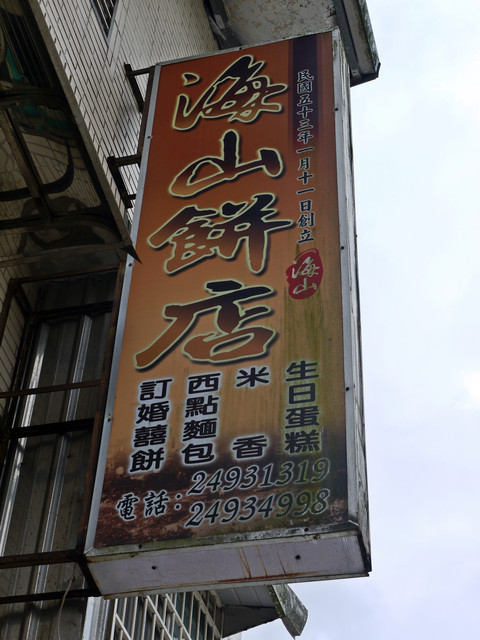 民國五十二年一月十一日創立
海山餅店
海山
生日蛋糕
米香
西點麵包
訂婚囍餅
電話:24931319
24934998